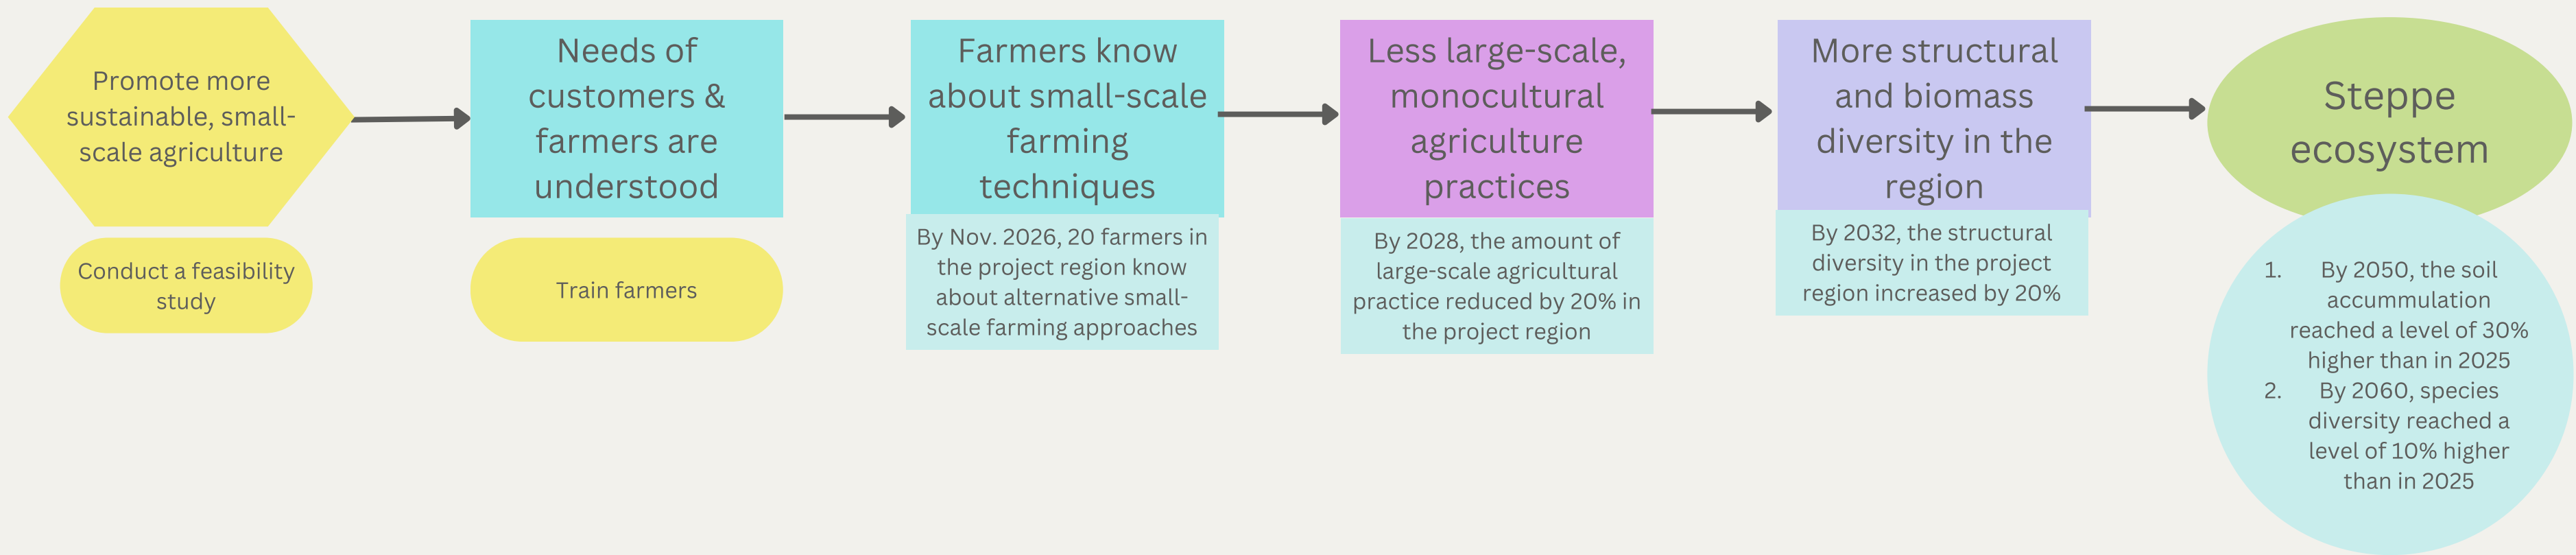 Promote more
sustainable, small-
scale agriculture
Conduct a feasibility
study
Needs of
customers &
farmers are
understood
Train farmers
Farmers know
about small-scale
farming
techniques
By Nov. 2026, 20 farmers in
the project region know
about alternative small-
scale farming approaches
Less large-scale,
monocultural
agriculture
practices
By 2028, the amount of
large-scale agricultural
practice reduced by 20% in
the project region
More structural
and biomass
diversity in the
region
By 2032, the structural
diversity in the project
region increased by 20%
Steppe
ecosystem
1. By 2050, the soil
accummulation
reached a level of 30%
higher than in 2025
2. By 2060, species
diversity reached a
level of 10% higher
than in 2025